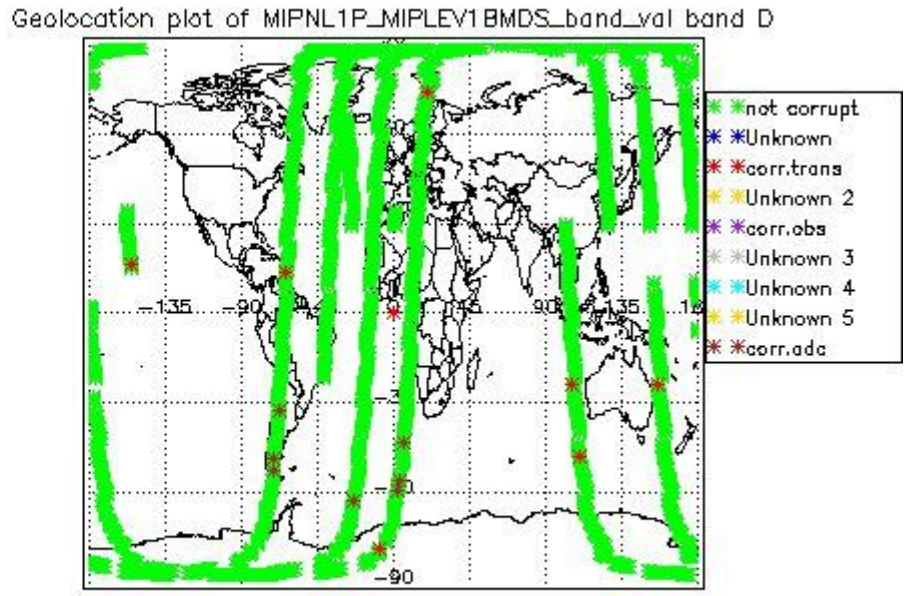 Geolocation plot of MIPNL1P_MIPLEV1BMDS_band_val band D
not corrupt
Unknown
corr.trans
Unknown 2
corr.obs
Unknown 3
Unknown 4
Unknown 5
corr.adc
-135 -90 90 135
-90